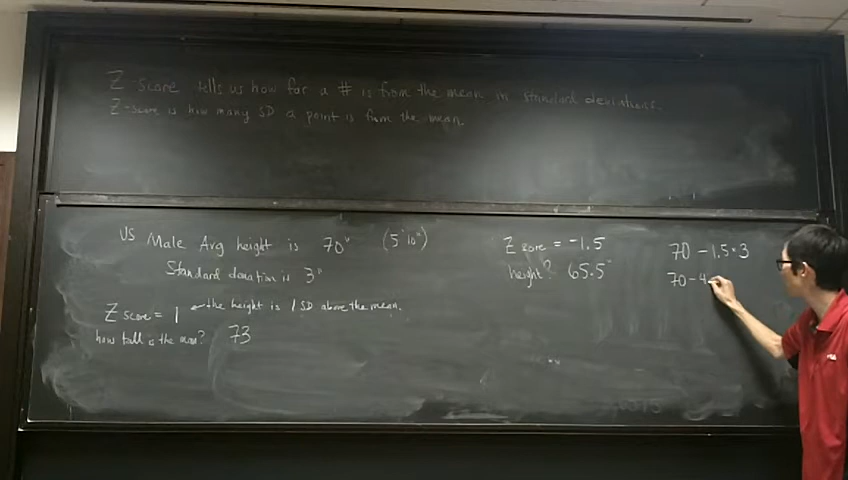 Z-score tells us how far a # is from the mean in standard deviations.
Z-score is how many SD a point is from the mean.
US Male Avg height is 70" (5'10")
Standard deviation is 3"
Z score = 1 ← the height is 1 SD above the mean.
how tall is the man? 73
Z score = -1.5
height? 65.5"
70 - 1.5 · 3
70 - 4